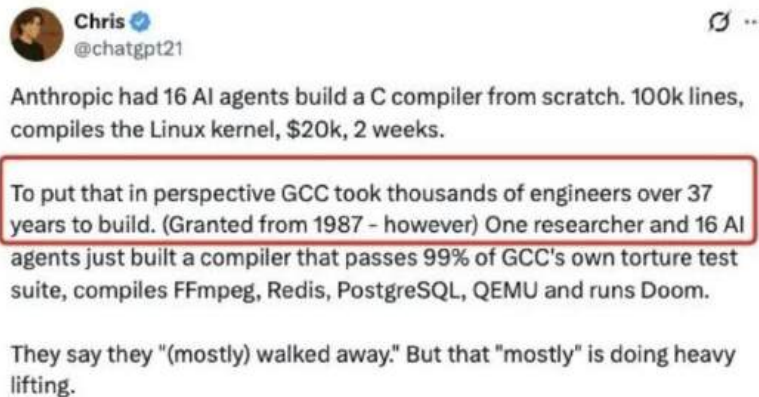 Chris
@chatgpt21
Anthropic had 16 AI agents build a C compiler from scratch. 100k lines,
compiles the Linux kernel, $20k, 2 weeks.
To put that in perspective GCC took thousands of engineers over 37
years to build. (Granted from 1987 - however) One researcher and 16 AI
agents just built a compiler that passes 99% of GCC's own torture test
suite, compiles FFmpeg, Redis, PostgreSQL, QEMU and runs Doom.
They say they "(mostly) walked away." But that "mostly" is doing heavy
lifting.